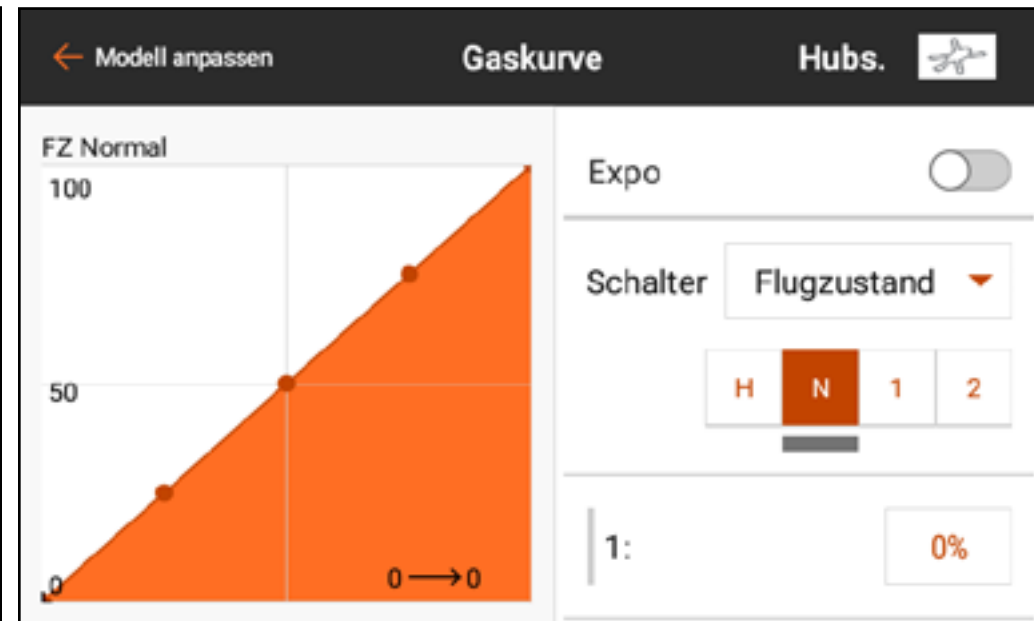 ← Modell anpassen Gaskurve Hubs.
FZ Normal
100
50
0
0 → 0
Expo
Schalter Flugzustand
H N 1 2
1: 0%